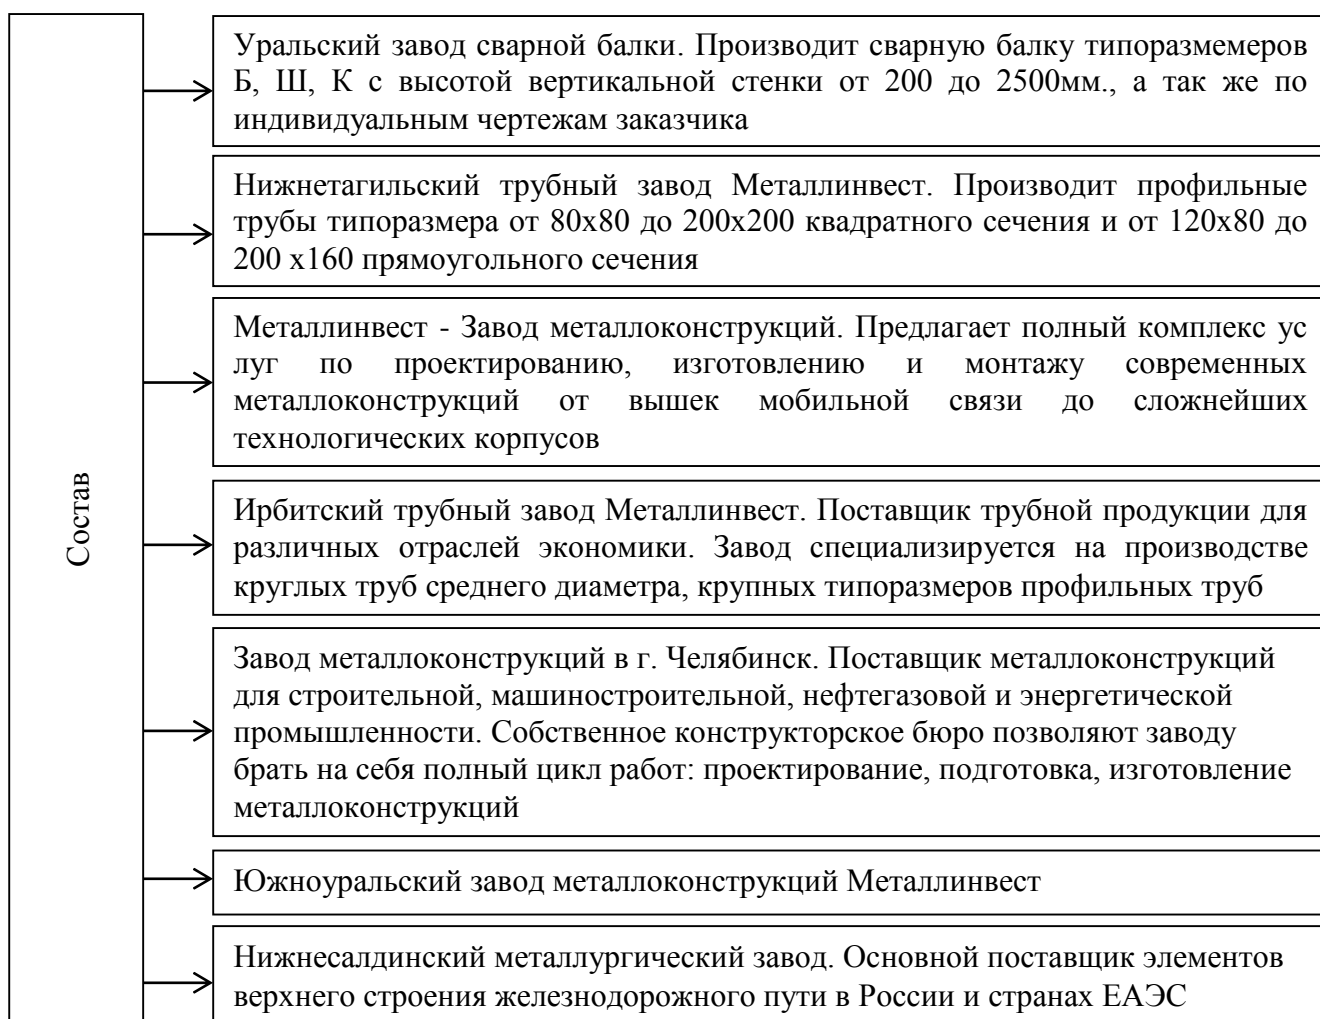 Состав
Уральский завод сварной балки. Производит сварную балку типоразмемеров
Б, Ш, К с высотой вертикальной стенки от 200 до 2500мм., а так же по
индивидуальным чертежам заказчика
Нижнетагильский трубный завод Металлинвест. Производит профильные
трубы типоразмера от 80х80 до 200х200 квадратного сечения и от 120х80 до
200 х160 прямоугольного сечения
Металлинвест - Завод металлоконструкций. Предлагает полный комплекс ус
луг по проектированию, изготовлению и монтажу современных
металлоконструкций от вышек мобильной связи до сложнейших
технологических корпусов
Ирбитский трубный завод Металлинвест. Поставщик трубной продукции для
различных отраслей экономики. Завод специализируется на производстве
круглых труб среднего диаметра, крупных типоразмеров профильных труб
Завод металлоконструкций в г. Челябинск. Поставщик металлоконструкций
для строительной, машиностроительной, нефтегазовой и энергетической
промышленности. Собственное конструкторское бюро позволяют заводу
брать на себя полный цикл работ: проектирование, подготовка, изготовление
металлоконструкций
Южноуральский завод металлоконструкций Металлинвест
Нижнесалдинский металлургический завод. Основной поставщик элементов
верхнего строения железнодорожного пути в России и странах ЕАЭС